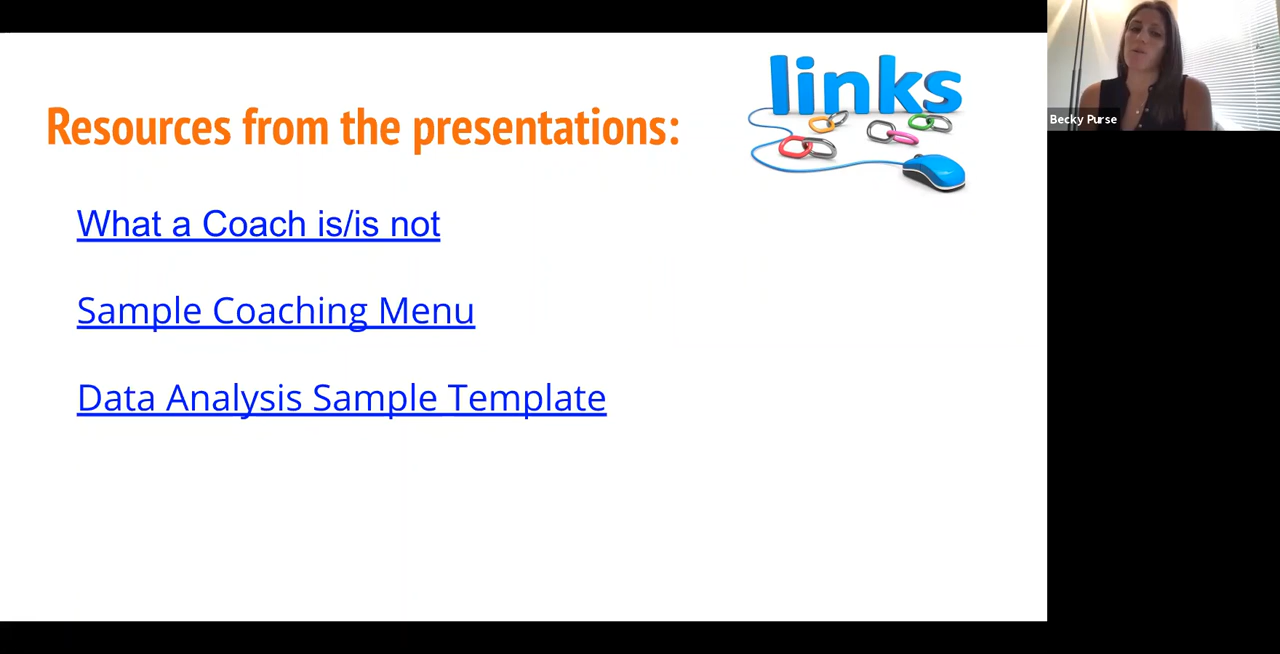 links
Resources from the presentations:
What a Coach is/is not
Sample Coaching Menu
Data Analysis Sample Template
Becky Purse